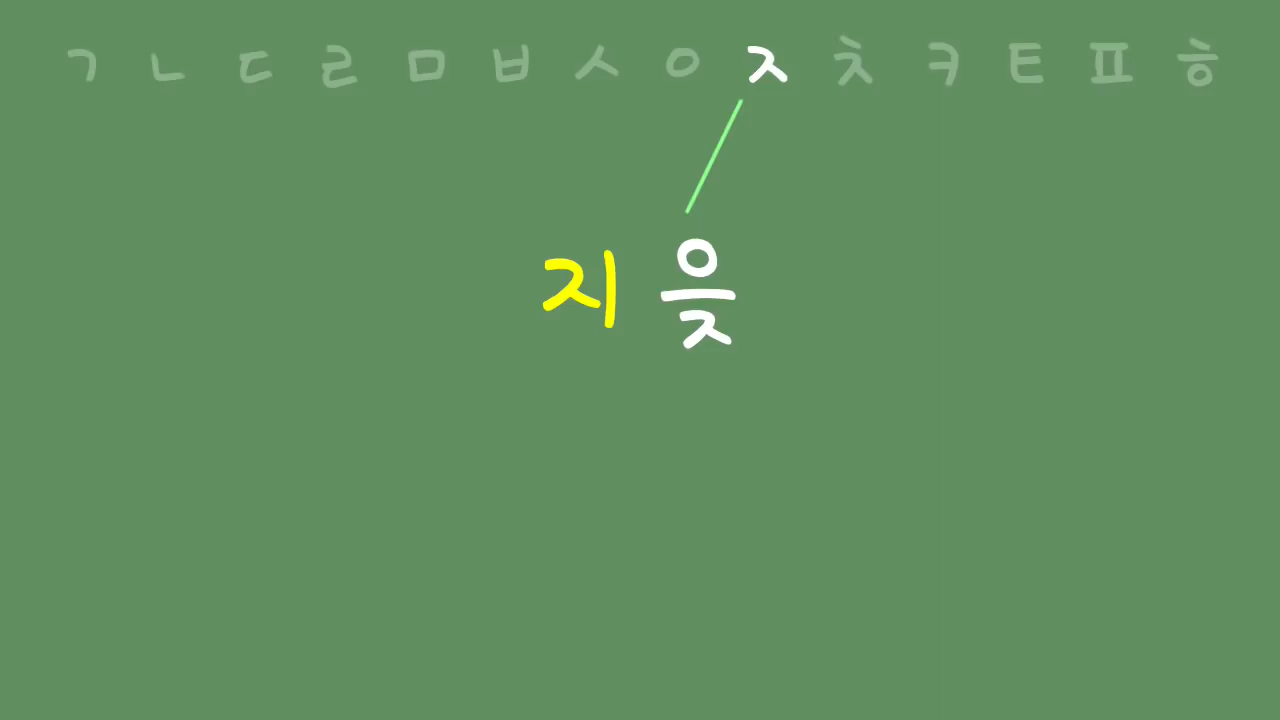 ㄱ ㄴ ㄷ ㄹ ㅁ ㅂ ㅅ ㅇ ㅈ ㅊ ㅋ ㅌ ㅍ ㅎ
지 읒